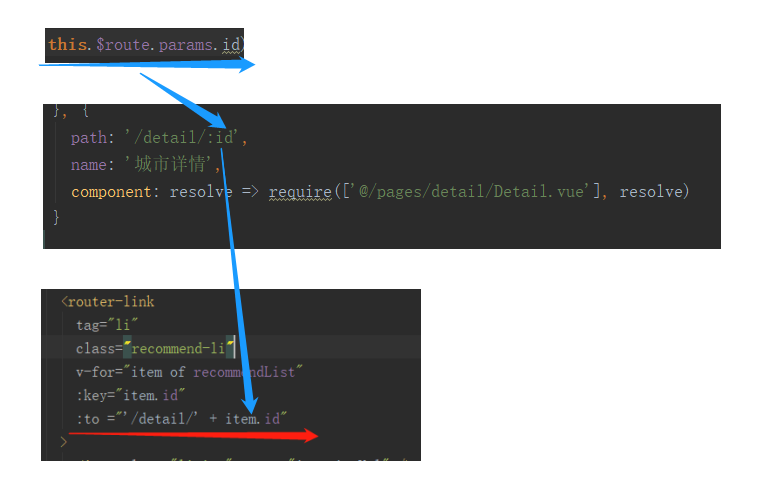 this.$route.params.id)
}, {
path: '/detail/:id',
name: '城市详情',
component: resolve => require(['@/pages/detail/Detail.vue'], resolve)
}
<router-link
tag="li"
class="recommend-li"
v-for="item of recommendList"
:key="item.id"
:to ="'/detail/' + item.id"
>